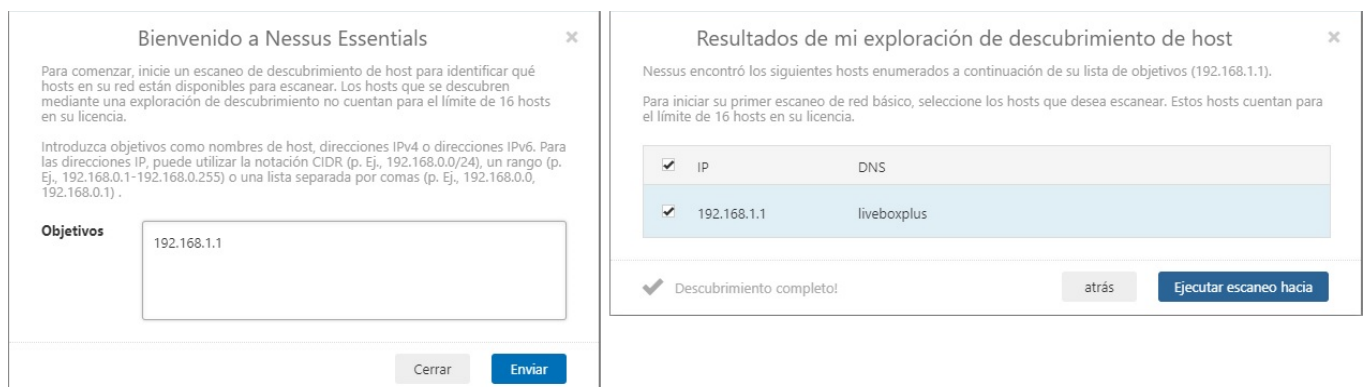 Bienvenido a Nessus Essentials
Para comenzar, inicie un escaneo de descubrimiento de host para identificar qué
hosts en su red están disponibles para escanear. Los hosts que se descubren
mediante una exploración de descubrimiento no cuentan para el límite de 16 hosts
en su licencia.
Introduzca objetivos como nombres de host, direcciones IPv4 o direcciones IPv6. Para
las direcciones IP, puede utilizar la notación CIDR (p. Ej., 192.168.0.0/24), un rango (p.
Ej., 192.168.0.1-192.168.0.255) o una lista separada por comas (p. Ej., 192.168.0.0,
192.168.0.1) .
Objetivos
192.168.1.1
Cerrar
Enviar
Resultados de mi exploración de descubrimiento de host
Nessus encontró los siguientes hosts enumerados a continuación de su lista de objetivos (192.168.1.1).
Para iniciar su primer escaneo de red básico, seleccione los hosts que desea escanear. Estos hosts cuentan para
el límite de 16 hosts en su licencia.
IP DNS
192.168.1.1 liveboxplus
Descubrimiento completo!
atrás
Ejecutar escaneo hacia